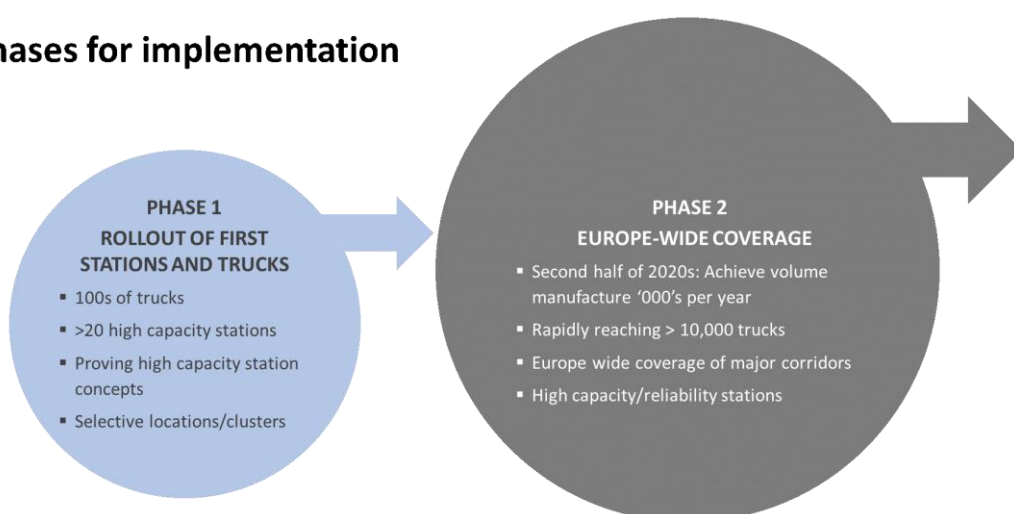 hases for implementation
PHASE 1
ROLLOUT OF FIRST
STATIONS AND TRUCKS
▪ 100s of trucks
▪ >20 high capacity stations
▪ Proving high capacity station
concepts
▪ Selective locations/clusters
PHASE 2
EUROPE-WIDE COVERAGE
▪ Second half of 2020s: Achieve volume
manufacture ‘000’s per year
▪ Rapidly reaching > 10,000 trucks
▪ Europe wide coverage of major corridors
▪ High capacity/reliability stations